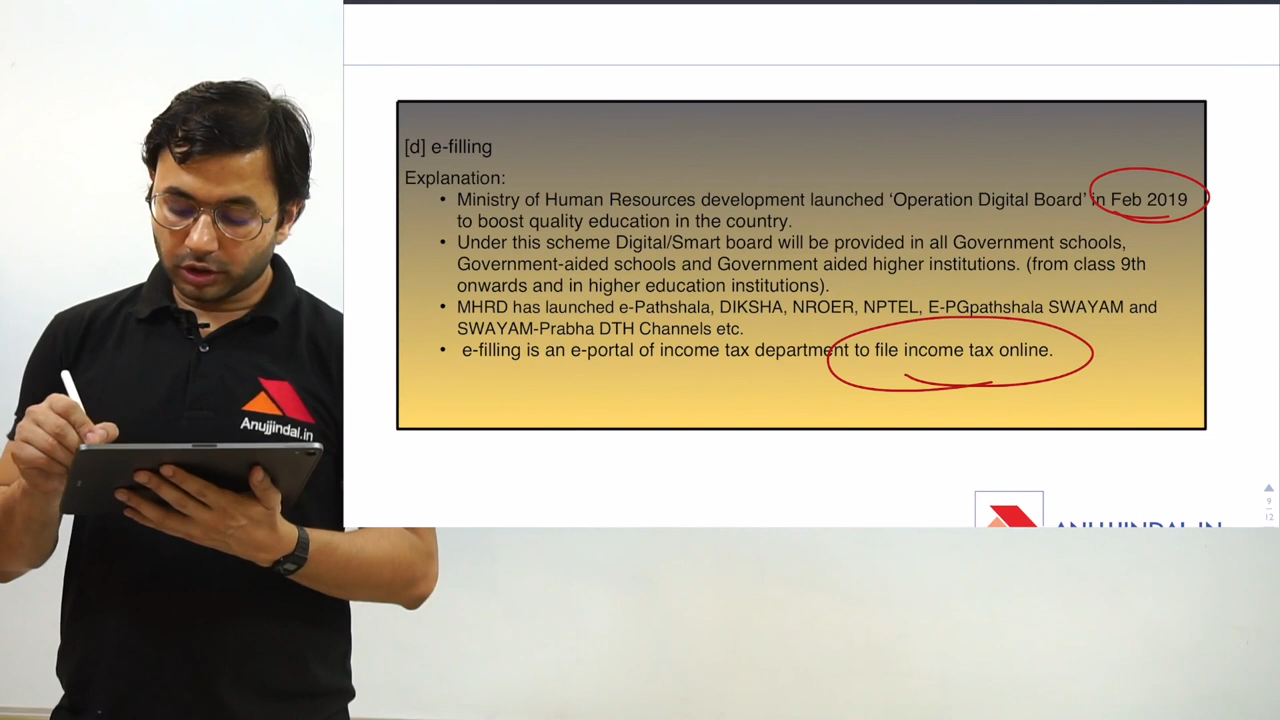 [d] e-filling
Explanation:
• Ministry of Human Resources development launched ‘Operation Digital Board’ in Feb 2019
to boost quality education in the country.
• Under this scheme Digital/Smart board will be provided in all Government schools,
Government-aided schools and Government aided higher institutions. (from class 9th
onwards and in higher education institutions).
• MHRD has launched e-Pathshala, DIKSHA, NROER, NPTEL, E-PGpathshala SWAYAM and
SWAYAM-Prabha DTH Channels etc.
• e-filling is an e-portal of income tax department to file income tax online.
Anujjindal.in
9
12
ANUJJINDAL.IN